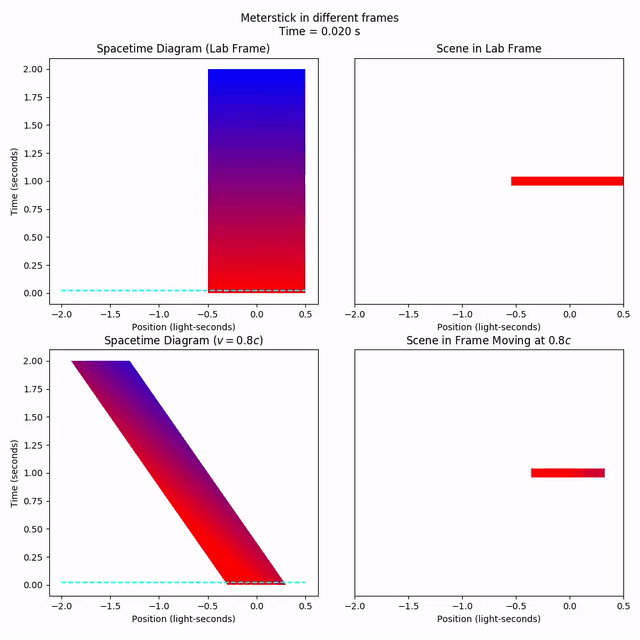 Meterstick in different frames
Time = 0.020 s
Spacetime Diagram (Lab Frame)
2.00
1.75
1.50
1.25
1.00
0.75
0.50
0.25
0.00
Time (seconds)
−2.0 −1.5 −1.0 −0.5 0.0 0.5
Position (light-seconds)
Scene in Lab Frame
−2.0 −1.5 −1.0 −0.5 0.0 0.5
Position (light-seconds)
Spacetime Diagram (v = 0.8c)
2.00
1.75
1.50
1.25
1.00
0.75
0.50
0.25
0.00
Time (seconds)
−2.0 −1.5 −1.0 −0.5 0.0 0.5
Position (light-seconds)
Scene in Frame Moving at 0.8c
−2.0 −1.5 −1.0 −0.5 0.0 0.5
Position (light-seconds)